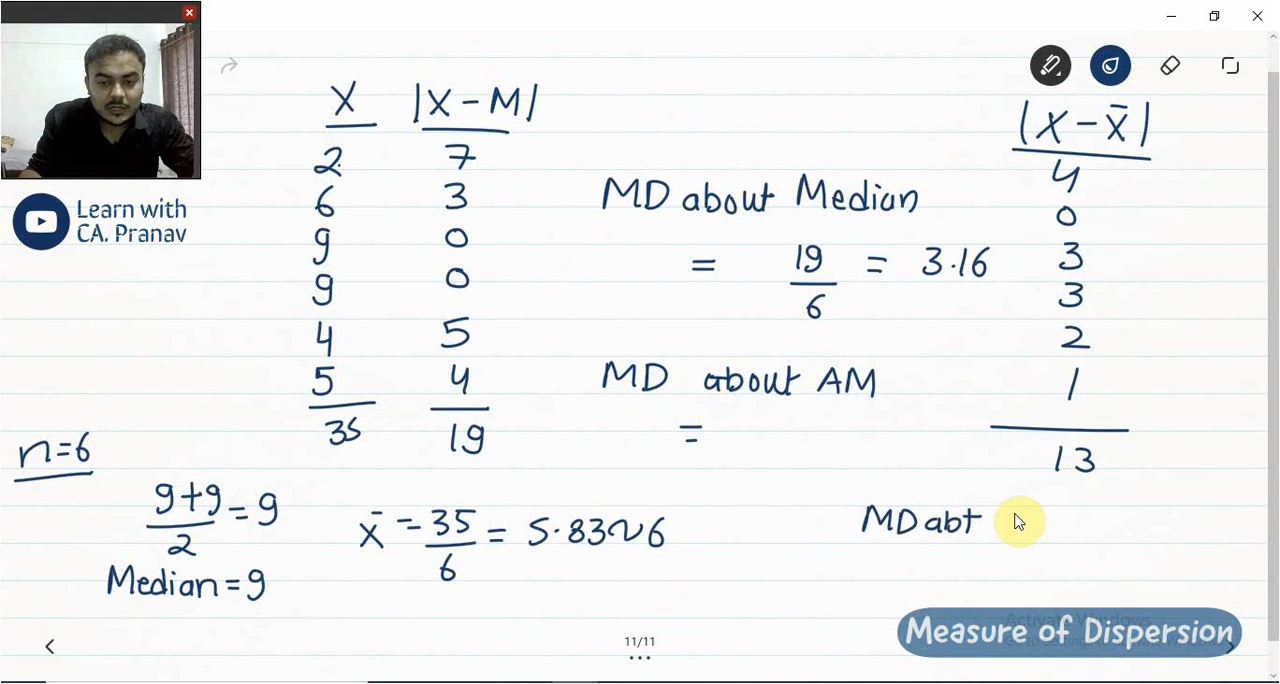 Learn with
CA. Pranav
X |X - M|
2 7
6 3
9 0
9 0
4 5
5 4
35 19
n=6
9+9/2 = 9
Median = 9
x̄ = 35/6 = 5.83 ~ 6
MD about Median
= 19/6 = 3.16
MD about AM
=
|X - x̄|
4
0
3
3
2
1
13
MD abt
11/11
Measure of Dispersion